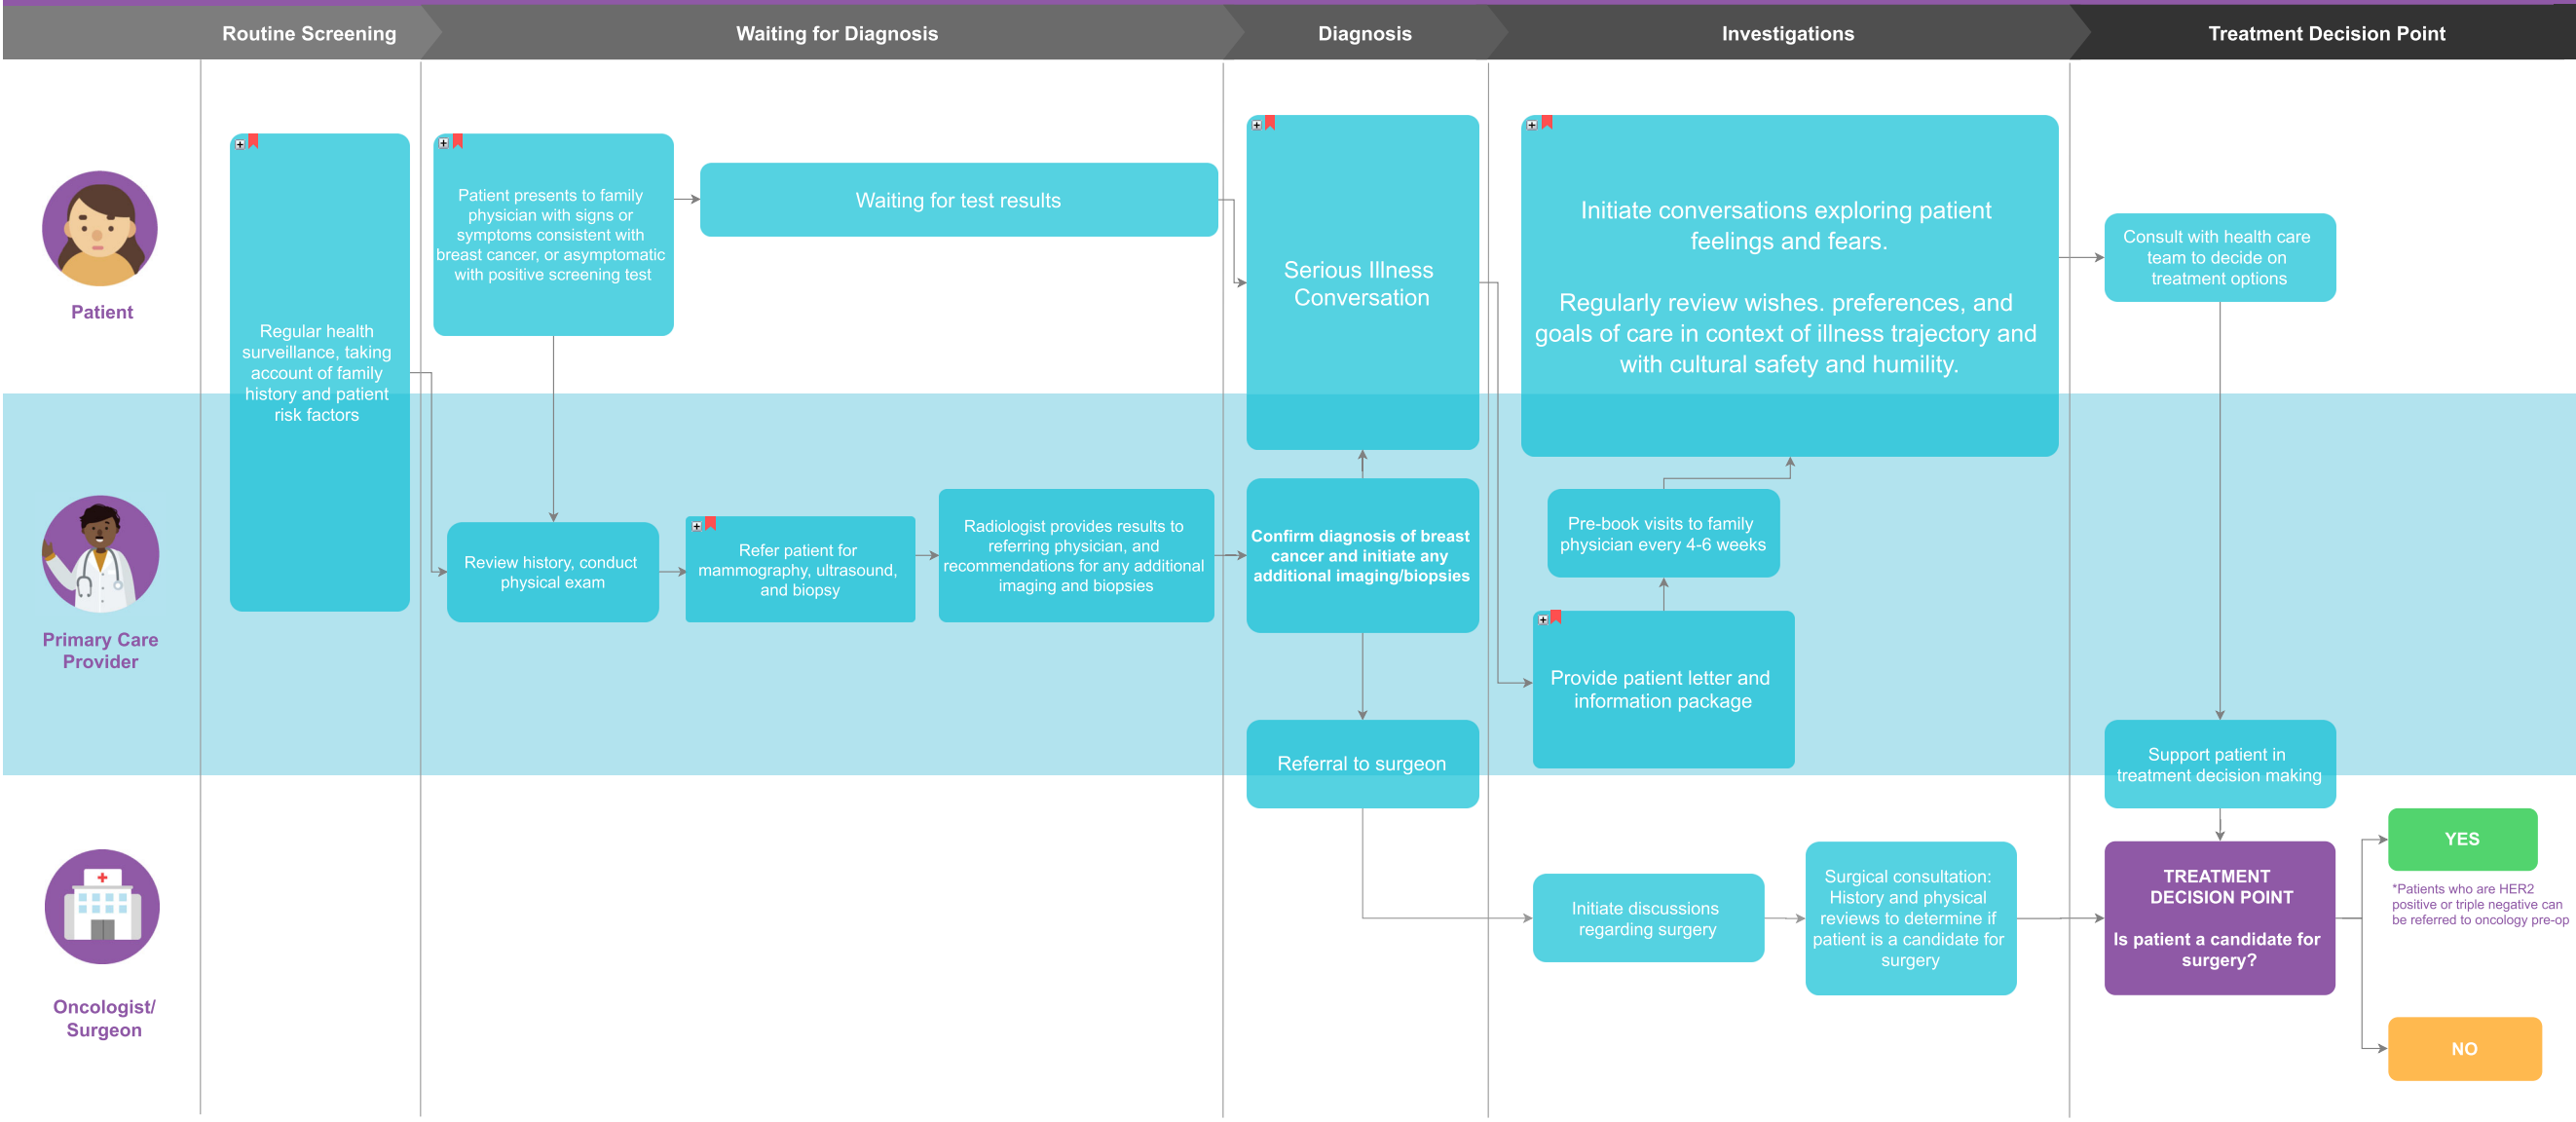 Routine Screening
Waiting for Diagnosis
Diagnosis
Investigations
Treatment Decision Point
Patient
Regular health
surveillance, taking
account of family
history and patient
risk factors
Patient presents to family
physician with signs or
symptoms consistent with
breast cancer, or asymptomatic
with positive screening test
Waiting for test results
Serious Illness
Conversation
Initiate conversations exploring patient
feelings and fears.
Regularly review wishes. preferences, and
goals of care in context of illness trajectory and
with cultural safety and humility.
Consult with health care
team to decide on
treatment options
Primary Care
Provider
Review history, conduct
physical exam
Refer patient for
mammography, ultrasound,
and biopsy
Radiologist provides results to
referring physician, and
recommendations for any additional
imaging and biopsies
Confirm diagnosis of breast
cancer and initiate any
additional imaging/biopsies
Pre-book visits to family
physician every 4-6 weeks
Provide patient letter and
information package
Referral to surgeon
Support patient in
treatment decision making
Oncologist/
Surgeon
Initiate discussions
regarding surgery
Surgical consultation:
History and physical
reviews to determine if
patient is a candidate for
surgery
TREATMENT
DECISION POINT
Is patient a candidate for
surgery?
YES
*Patients who are HER2
positive or triple negative can
be referred to oncology pre-op
NO